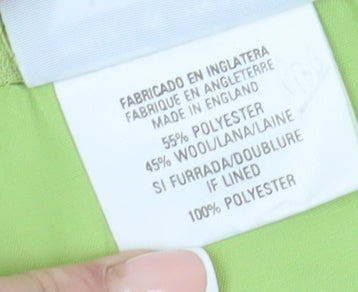 FABRICADO EN INGLATERA
FABRIQUE EN ANGLETERRE
MADE IN ENGLAND
55% POLYESTER
45% WOOL/LANA/LAINE
SI FURRADA/DOUBLURE
IF LINED
100% POLYESTER